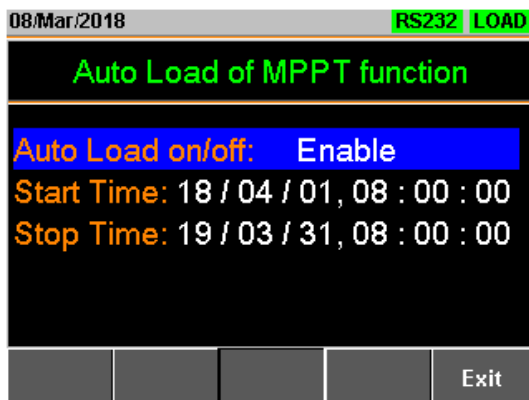 08/Mar/2018 RS232 LOAD
Auto Load of MPPT function
Auto Load on/off: Enable
Start Time: 18 / 04 / 01, 08 : 00 : 00
Stop Time: 19 / 03 / 31, 08 : 00 : 00
Exit